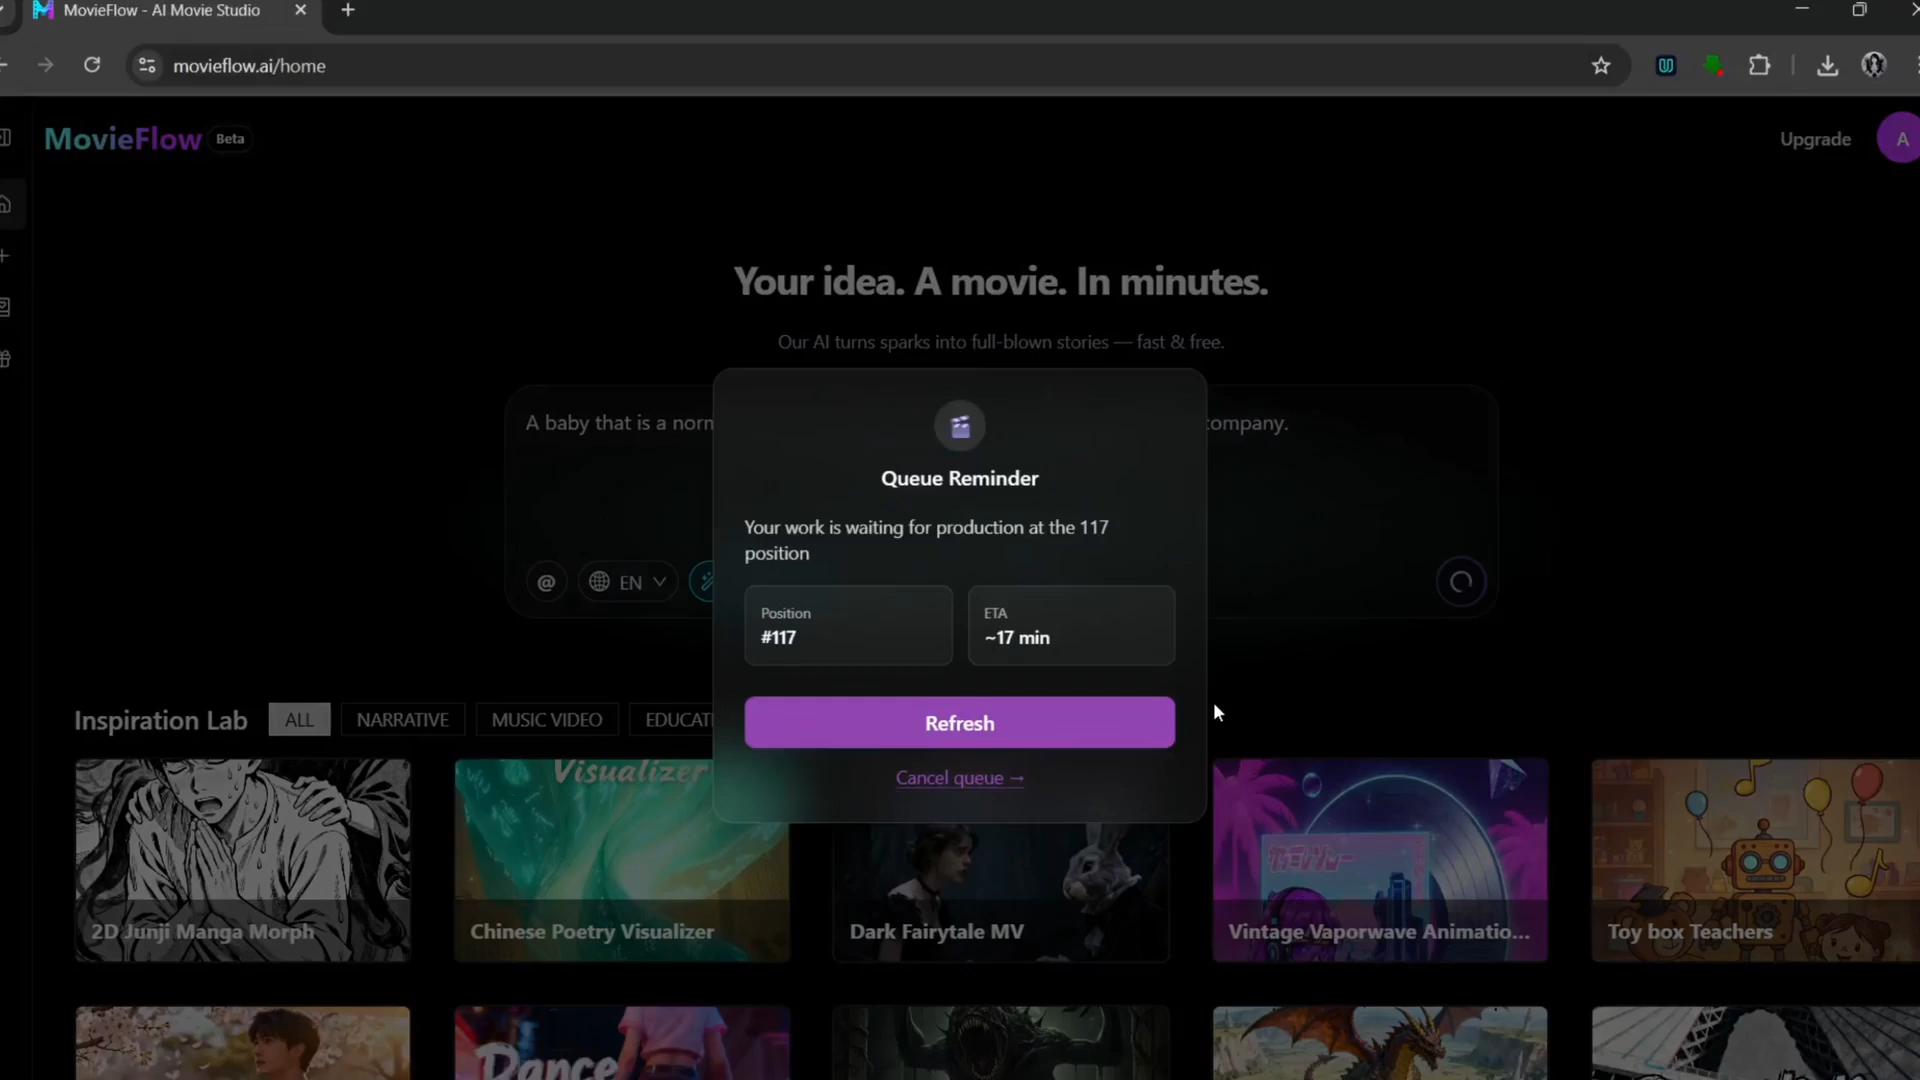 MovieFlow - AI Movie Studio
movieflow.ai/home
MovieFlow Beta
Upgrade
A
Your idea. A movie. In minutes.
Our AI turns sparks into full-blown stories — fast & free.
A baby that is a norm
company.
@ EN
Queue Reminder
Your work is waiting for production at the 117
position
Position
#117
ETA
~17 min
Refresh
Cancel queue →
Inspiration Lab ALL NARRATIVE MUSIC VIDEO EDUCATI
Visualizer
2D Junji Manga Morph
Chinese Poetry Visualizer
Dark Fairytale MV
Vintage Vaporwave Animatio...
Toy box Teachers
Dance